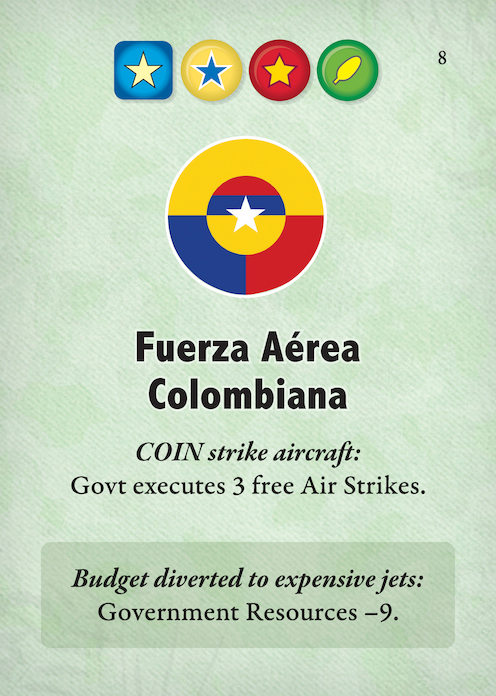 8
Fuerza Aérea
Colombiana
COIN strike aircraft:
Govt executes 3 free Air Strikes.
Budget diverted to expensive jets:
Government Resources –9.